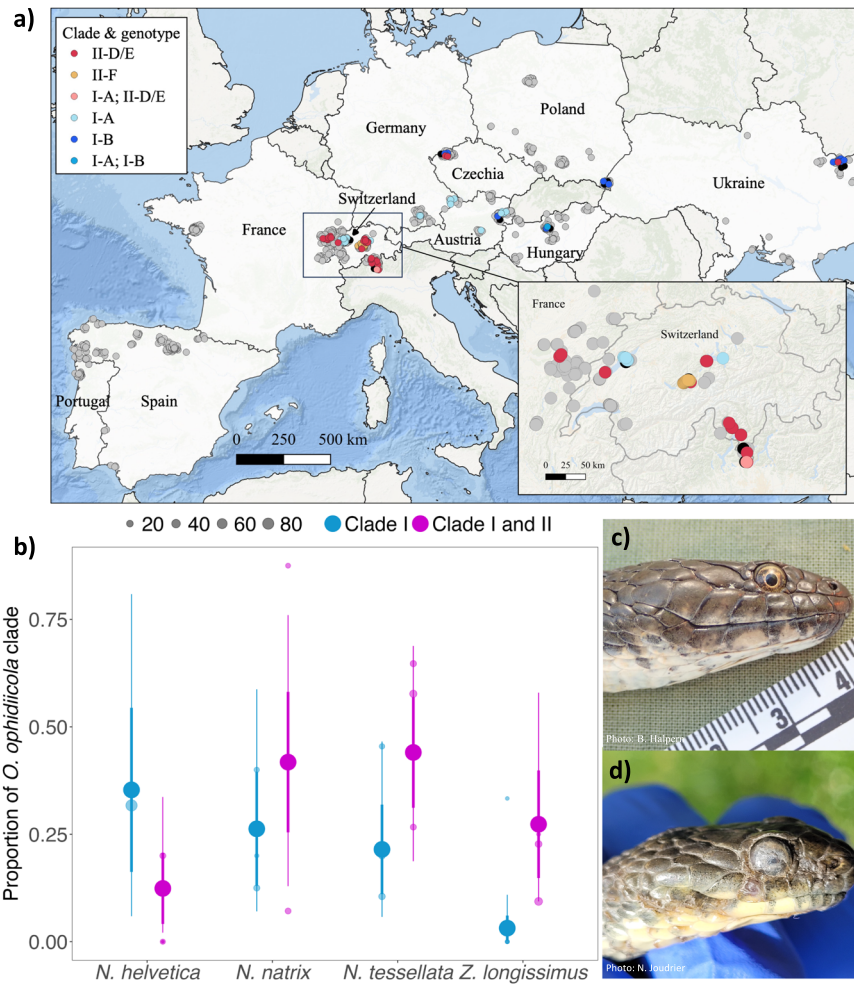 a)
Clade & genotype
II-D/E
II-F
I-A; II-D/E
I-A
I-B
I-A; I-B
Poland
Germany
Czechia
Ukraine
Switzerland
France
Austria
Hungary
Portugal
Spain
0 250 500 km
France
Switzerland
0 25 50 km
20 40 60 80 Clade I Clade I and II
b)
Proportion of O. ophidiicola clade
0.75
0.50
0.25
0.00
N. helvetica N. natrix N. tessellata Z. longissimus
c)
3 4
Photo: B. Halpern
d)
Photo: N. Joudrier